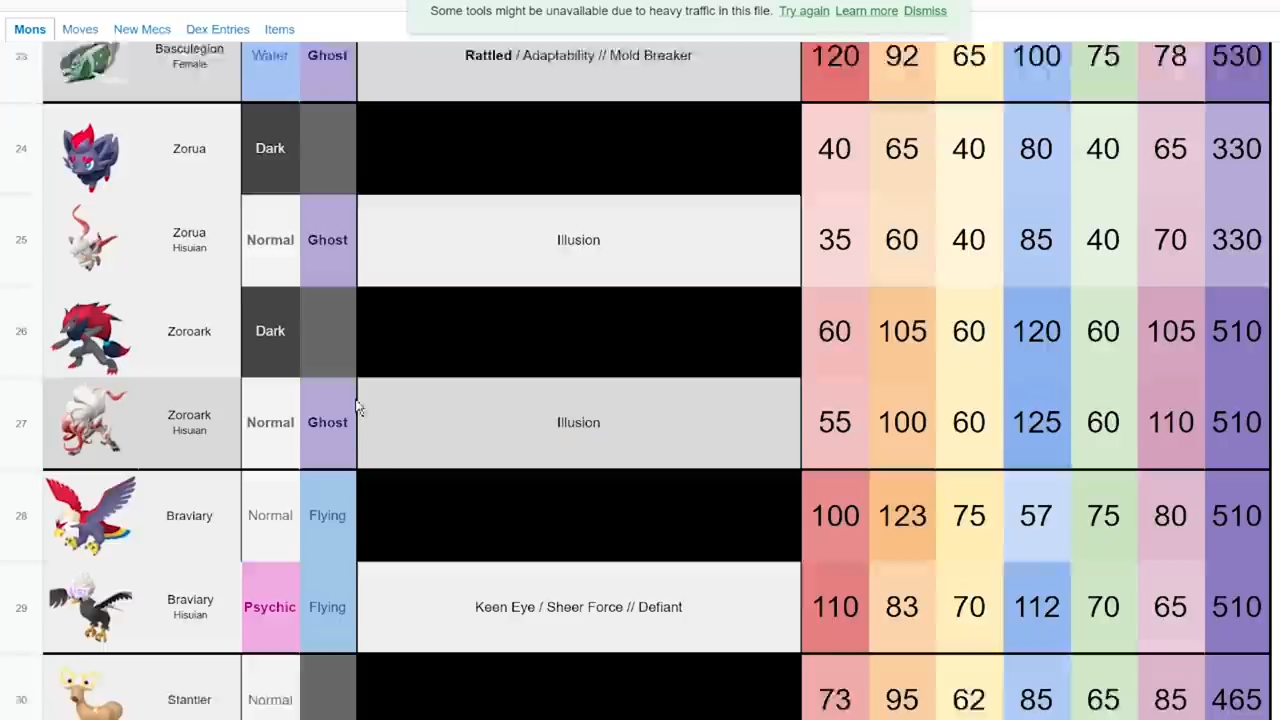 Some tools might be unavailable due to heavy traffic in this file. Try again Learn more Dismiss
Mons Moves New Mecs Dex Entries Items
23 Basculegion Female Water Ghost Rattled / Adaptability // Mold Breaker 120 92 65 100 75 78 530
24 Zorua Dark 40 65 40 80 40 65 330
25 Zorua Hisuian Normal Ghost Illusion 35 60 40 85 40 70 330
26 Zoroark Dark 60 105 60 120 60 105 510
27 Zoroark Hisuian Normal Ghost Illusion 55 100 60 125 60 110 510
28 Braviary Normal Flying 100 123 75 57 75 80 510
29 Braviary Hisuian Psychic Flying Keen Eye / Sheer Force // Defiant 110 83 70 112 70 65 510
30 Stantler Normal 73 95 62 85 65 85 465